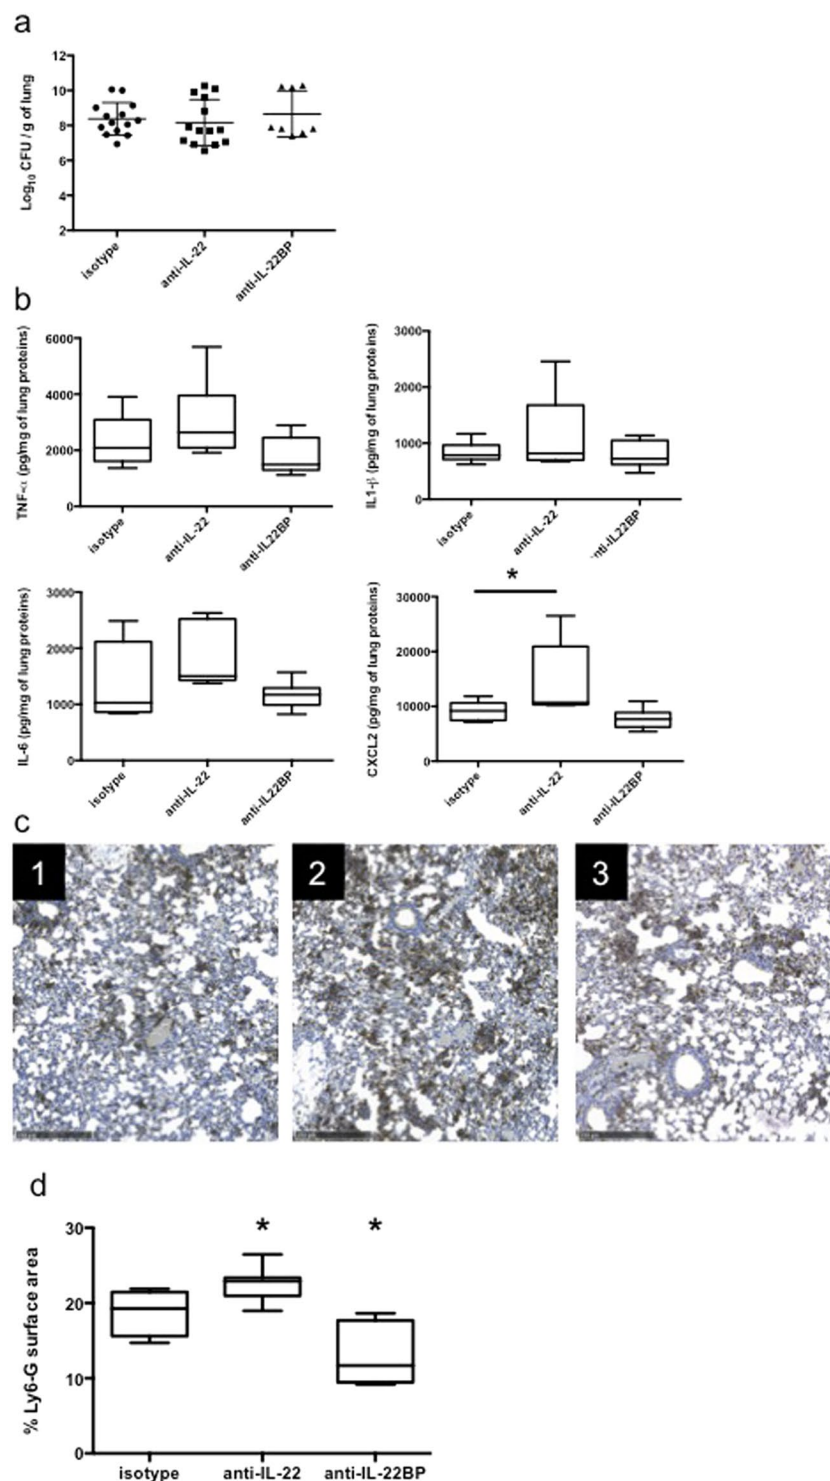 a
Log10 CFU / g of lung
12
10
8
6
4
2
isotype
anti-IL-22
anti-IL-22BP
b
TNF-α (pg/mg of lung proteins)
6000
4000
2000
0
isotype
anti-IL-22
anti-IL22BP
IL1-β (pg/mg of lung proteins)
3000
2000
1000
0
isotype
anti-IL-22
nti-IL22BP
IL-6 (pg/mg of lung proteins)
3000
2000
1000
0
isotype
anti-IL-22
anti-IL22BP
CXCL2 (pg/mg of lung proteins)
30000
20000
10000
0
*
isotype
anti-IL-22
anti-IL22BP
c
1
2
3
d
% Ly6-G surface area
30
20
10
0
* *
isotype
anti-IL-22
anti-IL-22BP